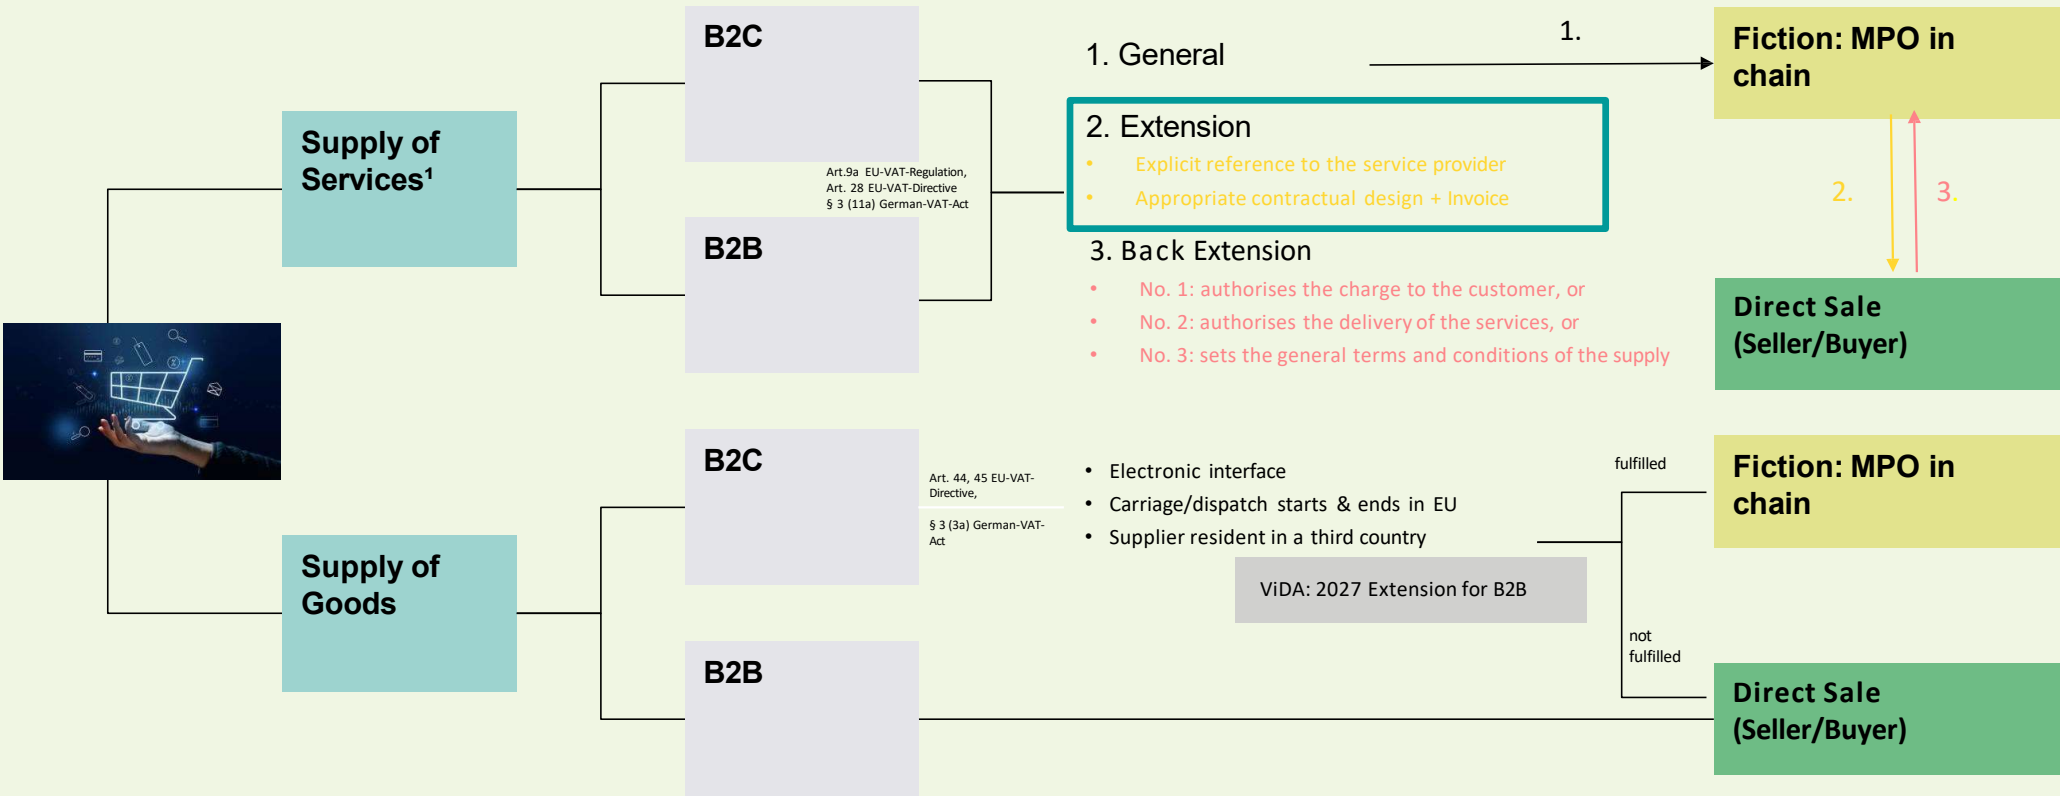 B2C
1. General
1.
Fiction: MPO in
chain
Supply of
Services¹
2. Extension
• Explicit reference to the service provider
• Appropriate contractual design + Invoice
Art.9a EU-VAT-Regulation,
Art. 28 EU-VAT-Directive
§ 3 (11a) German-VAT-Act
2.
3.
B2B
3. Back Extension
• No. 1: authorises the charge to the customer, or
• No. 2: authorises the delivery of the services, or
• No. 3: sets the general terms and conditions of the supply
Direct Sale
(Seller/Buyer)
B2C
Art. 44, 45 EU-VAT-
Directive,
§ 3 (3a) German-VAT-
Act
• Electronic interface
• Carriage/dispatch starts & ends in EU
• Supplier resident in a third country
fulfilled
Fiction: MPO in
chain
Supply of
Goods
ViDA: 2027 Extension for B2B
not
fulfilled
B2B
Direct Sale
(Seller/Buyer)